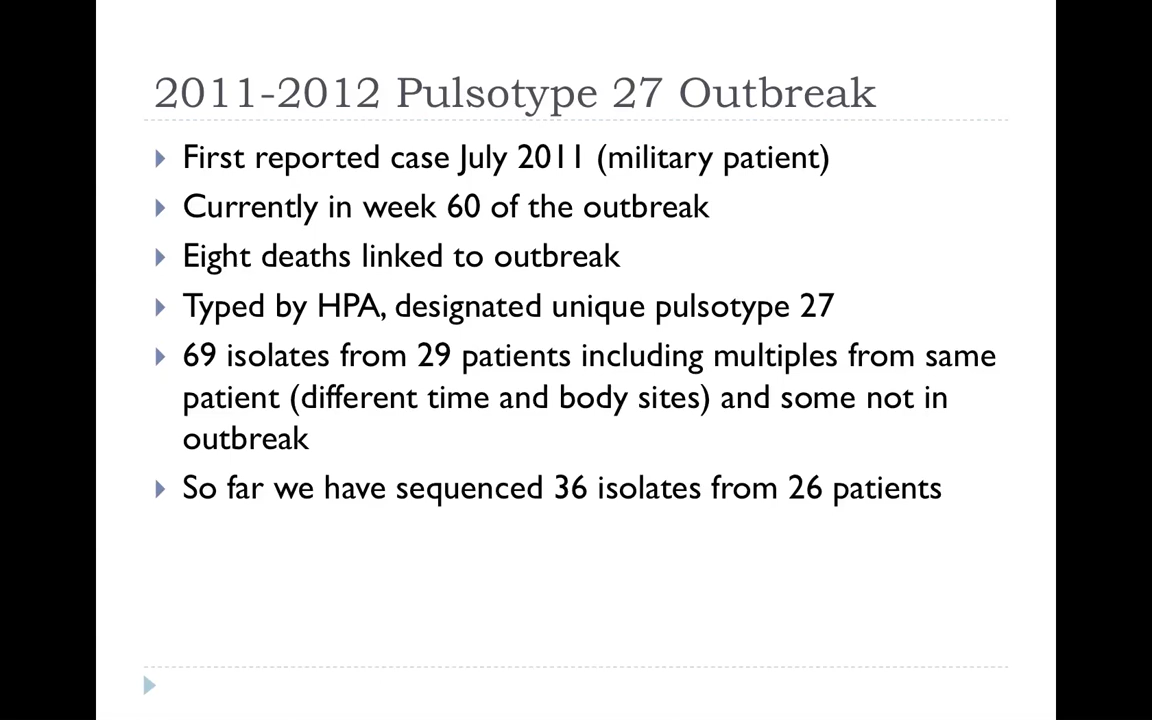 2011-2012 Pulsotype 27 Outbreak
First reported case July 2011 (military patient)
Currently in week 60 of the outbreak
Eight deaths linked to outbreak
Typed by HPA, designated unique pulsotype 27
69 isolates from 29 patients including multiples from same
patient (different time and body sites) and some not in
outbreak
So far we have sequenced 36 isolates from 26 patients